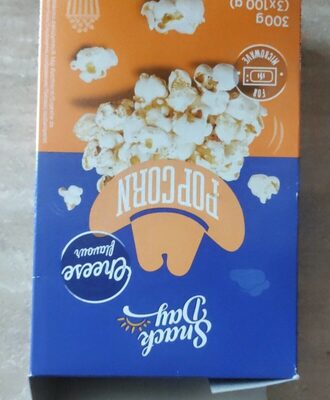 Snack
Day
Cheese
flavour
POPCORN
FOR
MICROWAVE
300g
(3x100 g)